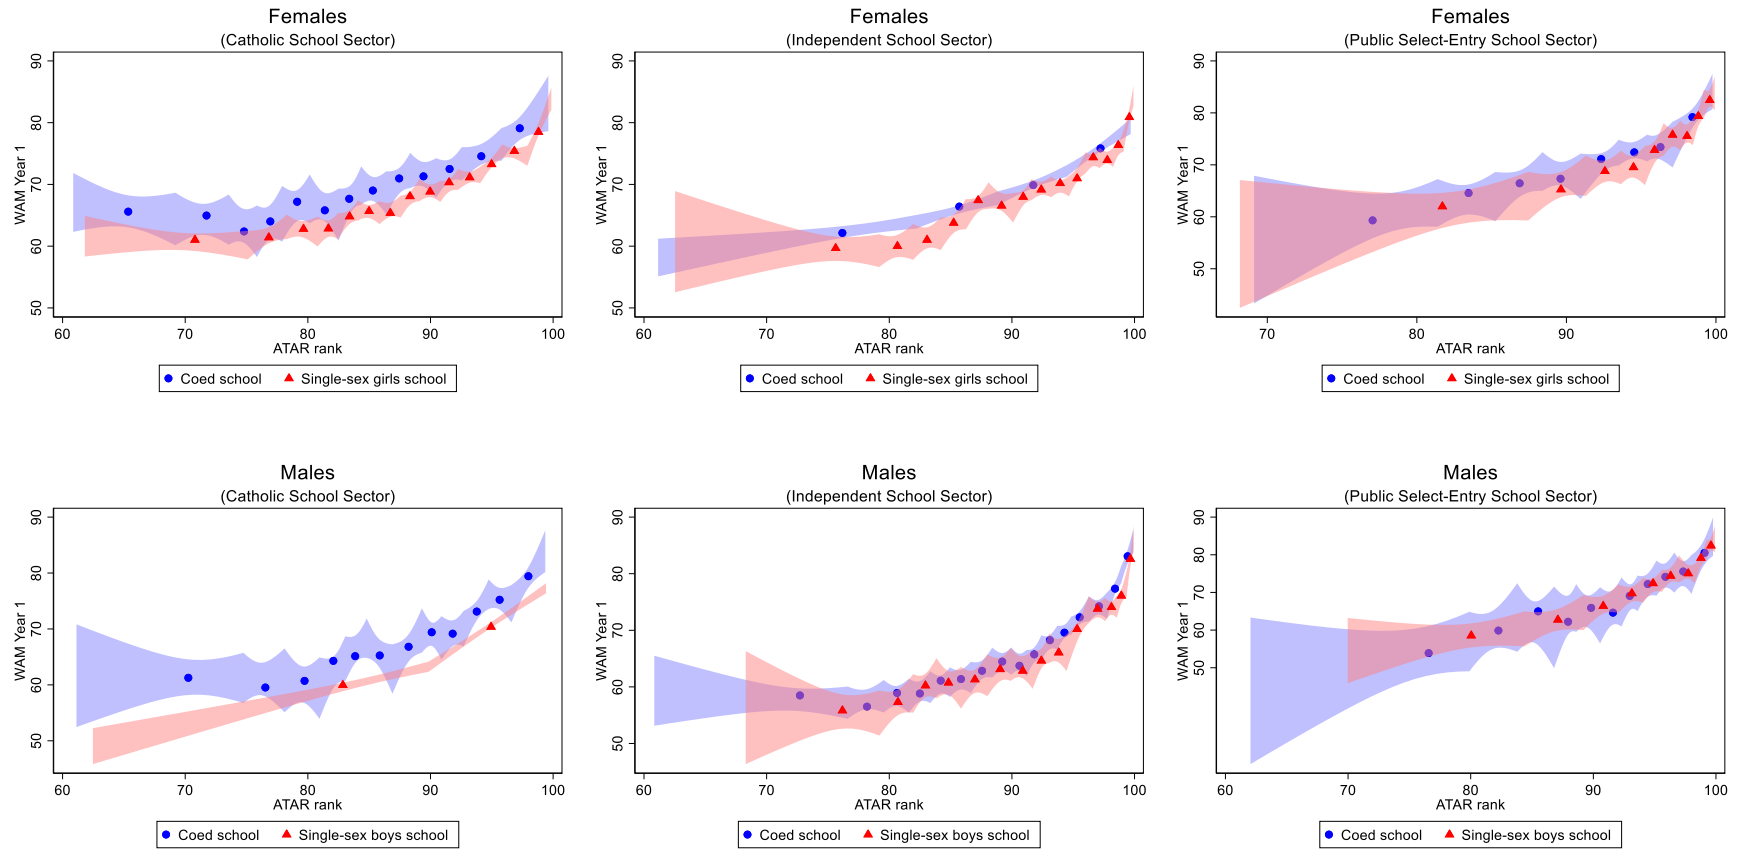 Females
(Catholic School Sector)
WAM Year 1
90
80
70
60
50
60 70 80 90 100
ATAR rank
Coed school Single-sex girls school
Females
(Independent School Sector)
WAM Year 1
90
80
70
60
50
60 70 80 90 100
ATAR rank
Coed school Single-sex girls school
Females
(Public Select-Entry School Sector)
WAM Year 1
90
80
70
60
50
70 80 90 100
ATAR rank
Coed school Single-sex girls school
Males
(Catholic School Sector)
WAM Year 1
90
80
70
60
50
60 70 80 90 100
ATAR rank
Coed school Single-sex boys school
Males
(Independent School Sector)
WAM Year 1
90
80
70
60
50
60 70 80 90 100
ATAR rank
Coed school Single-sex boys school
Males
(Public Select-Entry School Sector)
WAM Year 1
90
80
70
60
50
60 70 80 90 100
ATAR rank
Coed school Single-sex boys school